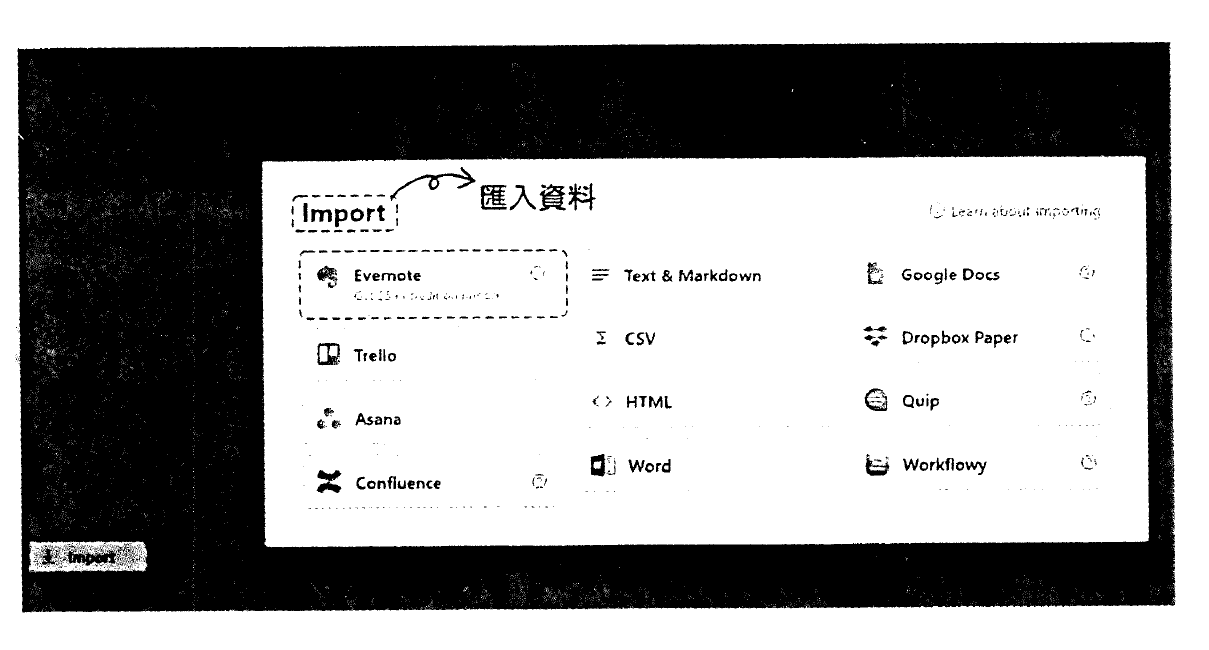 Import
匯入資料
Learn about importing
Evernote
Text & Markdown
Google Docs
Trello
CSV
Dropbox Paper
Asana
HTML
Quip
Confluence
Word
Workflowy
Import